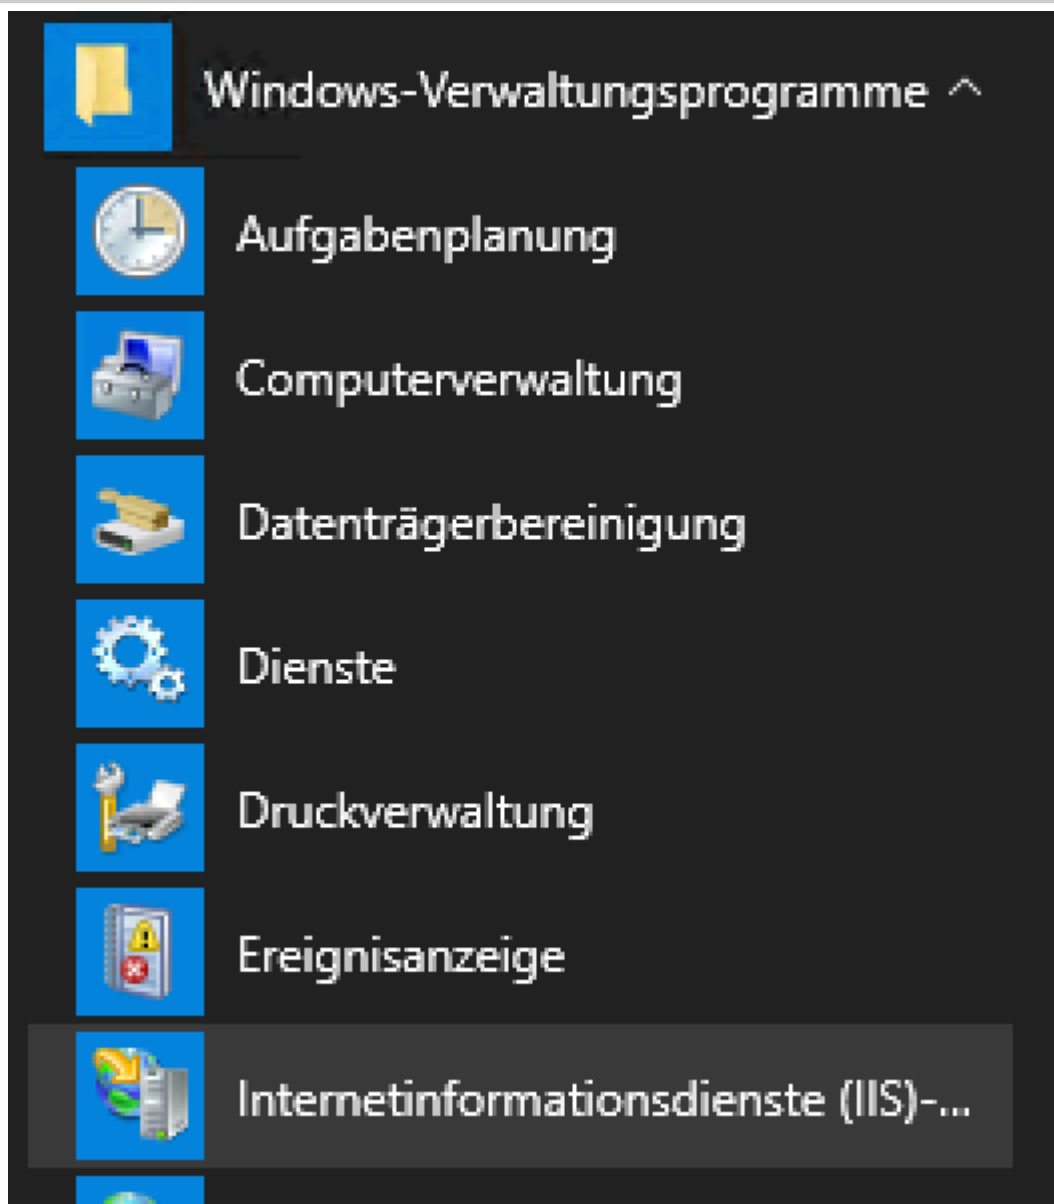 Windows-Verwaltungsprogramme
Aufgabenplanung
Computerverwaltung
Datenträgerbereinigung
Dienste
Druckverwaltung
Ereignisanzeige
Internetinformationsdienste (IIS)-...